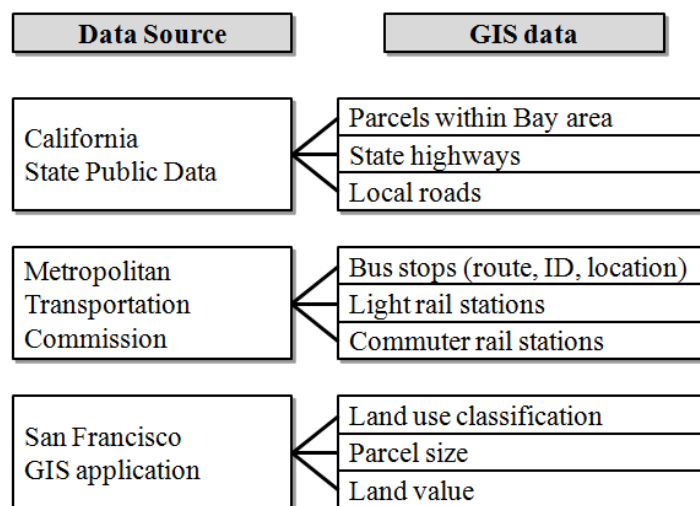 Data Source
GIS data
California
State Public Data
Parcels within Bay area
State highways
Local roads
Metropolitan
Transportation
Commission
Bus stops (route, ID, location)
Light rail stations
Commuter rail stations
San Francisco
GIS application
Land use classification
Parcel size
Land value